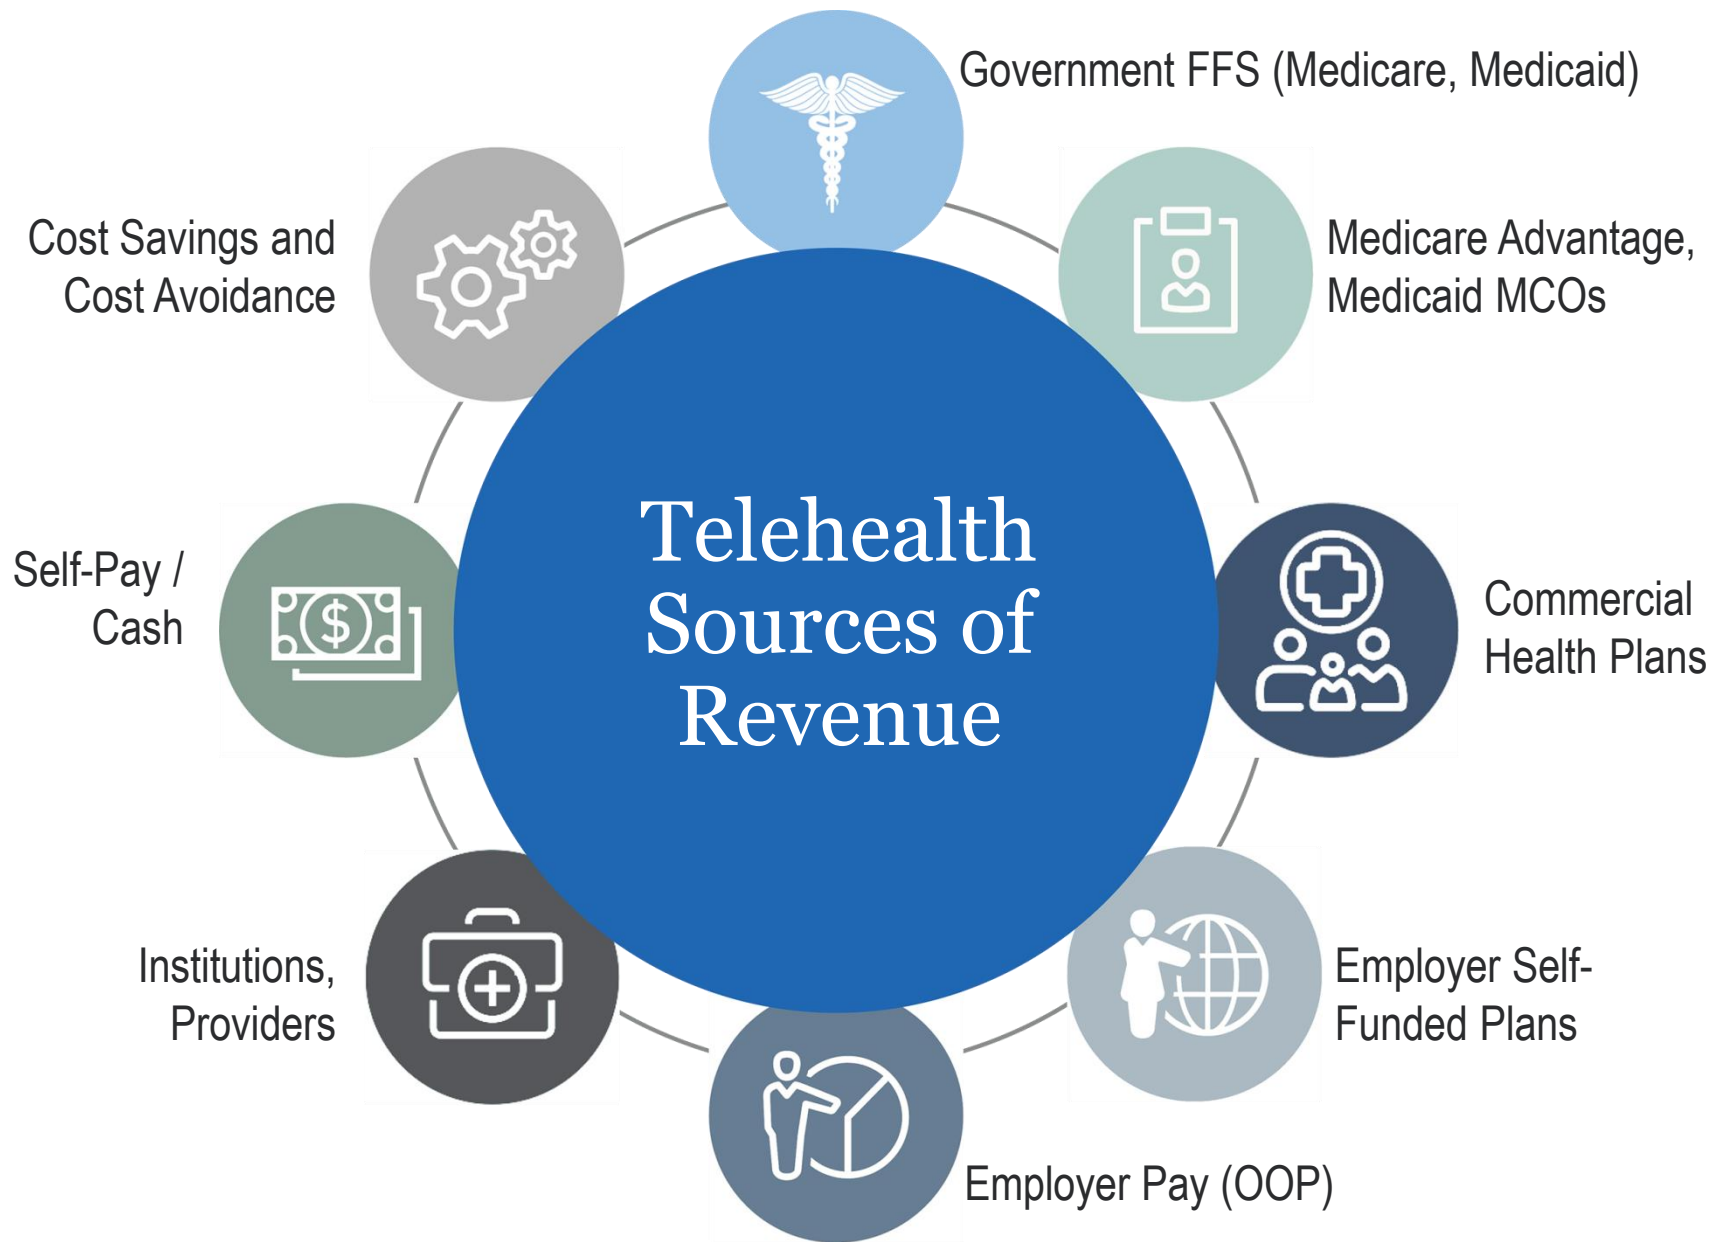 Government FFS (Medicare, Medicaid)
Medicare Advantage,
Medicaid MCOs
Commercial
Health Plans
Employer Self-
Funded Plans
Employer Pay (OOP)
Institutions,
Providers
Self-Pay /
Cash
Cost Savings and
Cost Avoidance
Telehealth
Sources of
Revenue
$